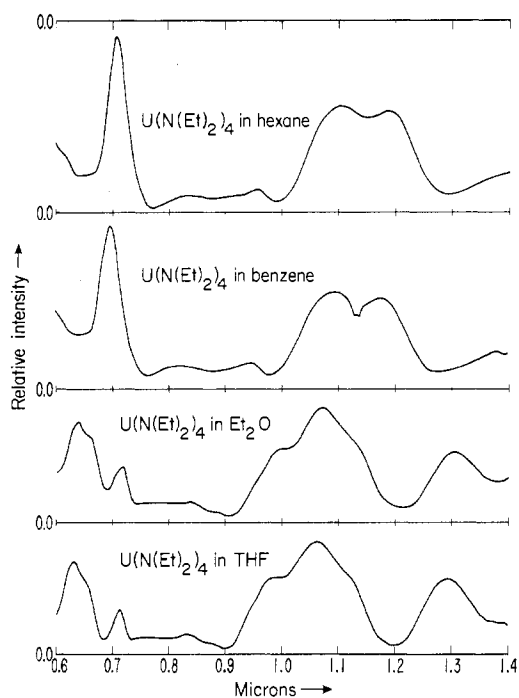 0.0
U(N(Et)₂)₄ in hexane
0.0
U(N(Et)₂)₄ in benzene
0.0
U(N(Et)₂)₄ in Et₂O
0.0
U(N(Et)₂)₄ in THF
0.0
0.6 0.7 0.8 0.9 1.0 1.1 1.2 1.3 1.4
Microns →
Relative intensity →